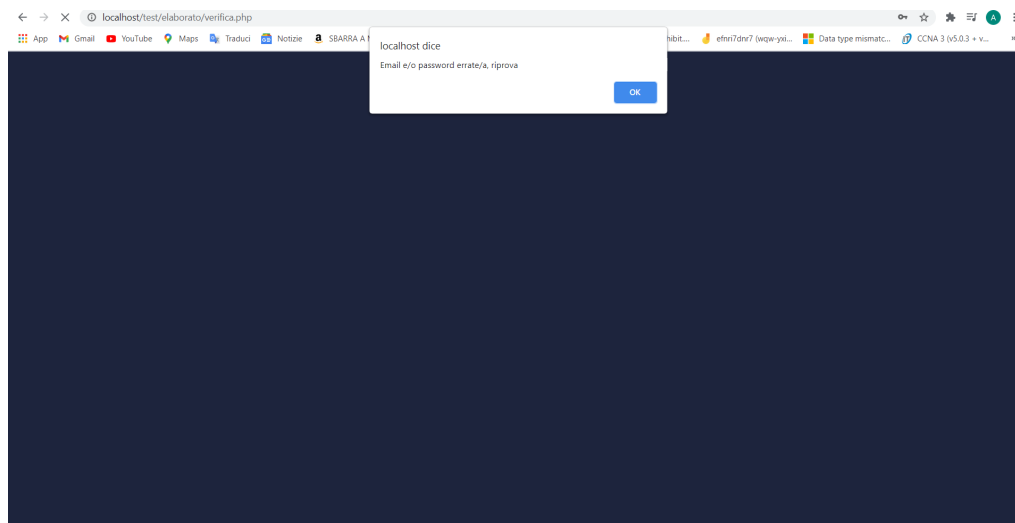 localhost/test/elaborato/verifica.php
App Gmail YouTube Maps Traduci Notizie SBARRA A efnri7dnr7 (wqw-yxi... Data type mismatc... CCNA 3 (v5.0.3 + v...
localhost dice
Email e/o password errate/a, riprova
OK